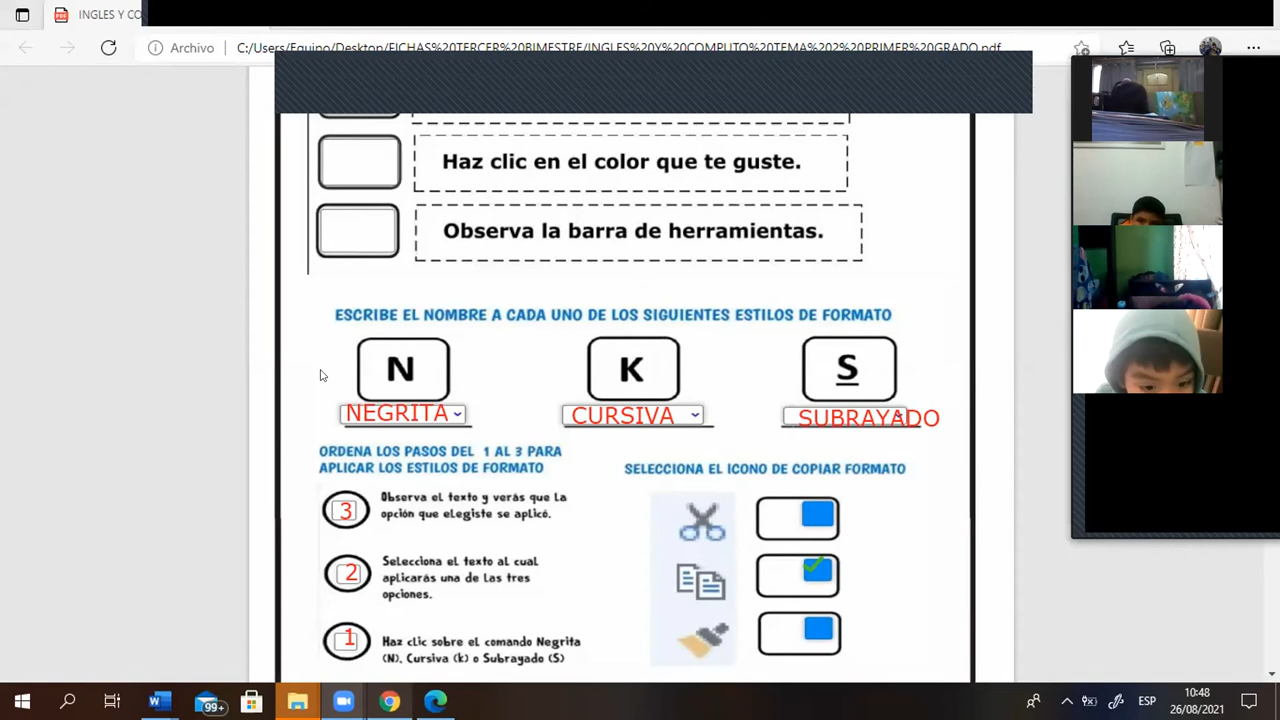 INGLES Y CO
Archivo
C:/Users/Equipo/Desktop/FICHAS%20TERCER%20BIMESTRE/INGLES%20Y%20COMPUTO%20TEMA%202%20PRIMER%20GRADO.pdf
Haz clic en el color que te guste.
Observa la barra de herramientas.
ESCRIBE EL NOMBRE A CADA UNO DE LOS SIGUIENTES ESTILOS DE FORMATO
N K S
NEGRITA CURSIVA SUBRAYADO
ORDENA LOS PASOS DEL 1 AL 3 PARA
APLICAR LOS ESTILOS DE FORMATO
3
Observa el texto y verás que la
opción que elegiste se aplicó.
2
Selecciona el texto al cual
aplicarás una de las tres
opciones.
1
Haz clic sobre el comando Negrita
(N), Cursiva (k) o Subrayado (S)
SELECCIONA EL ICONO DE COPIAR FORMATO
99+
ESP
10:48
26/08/2021